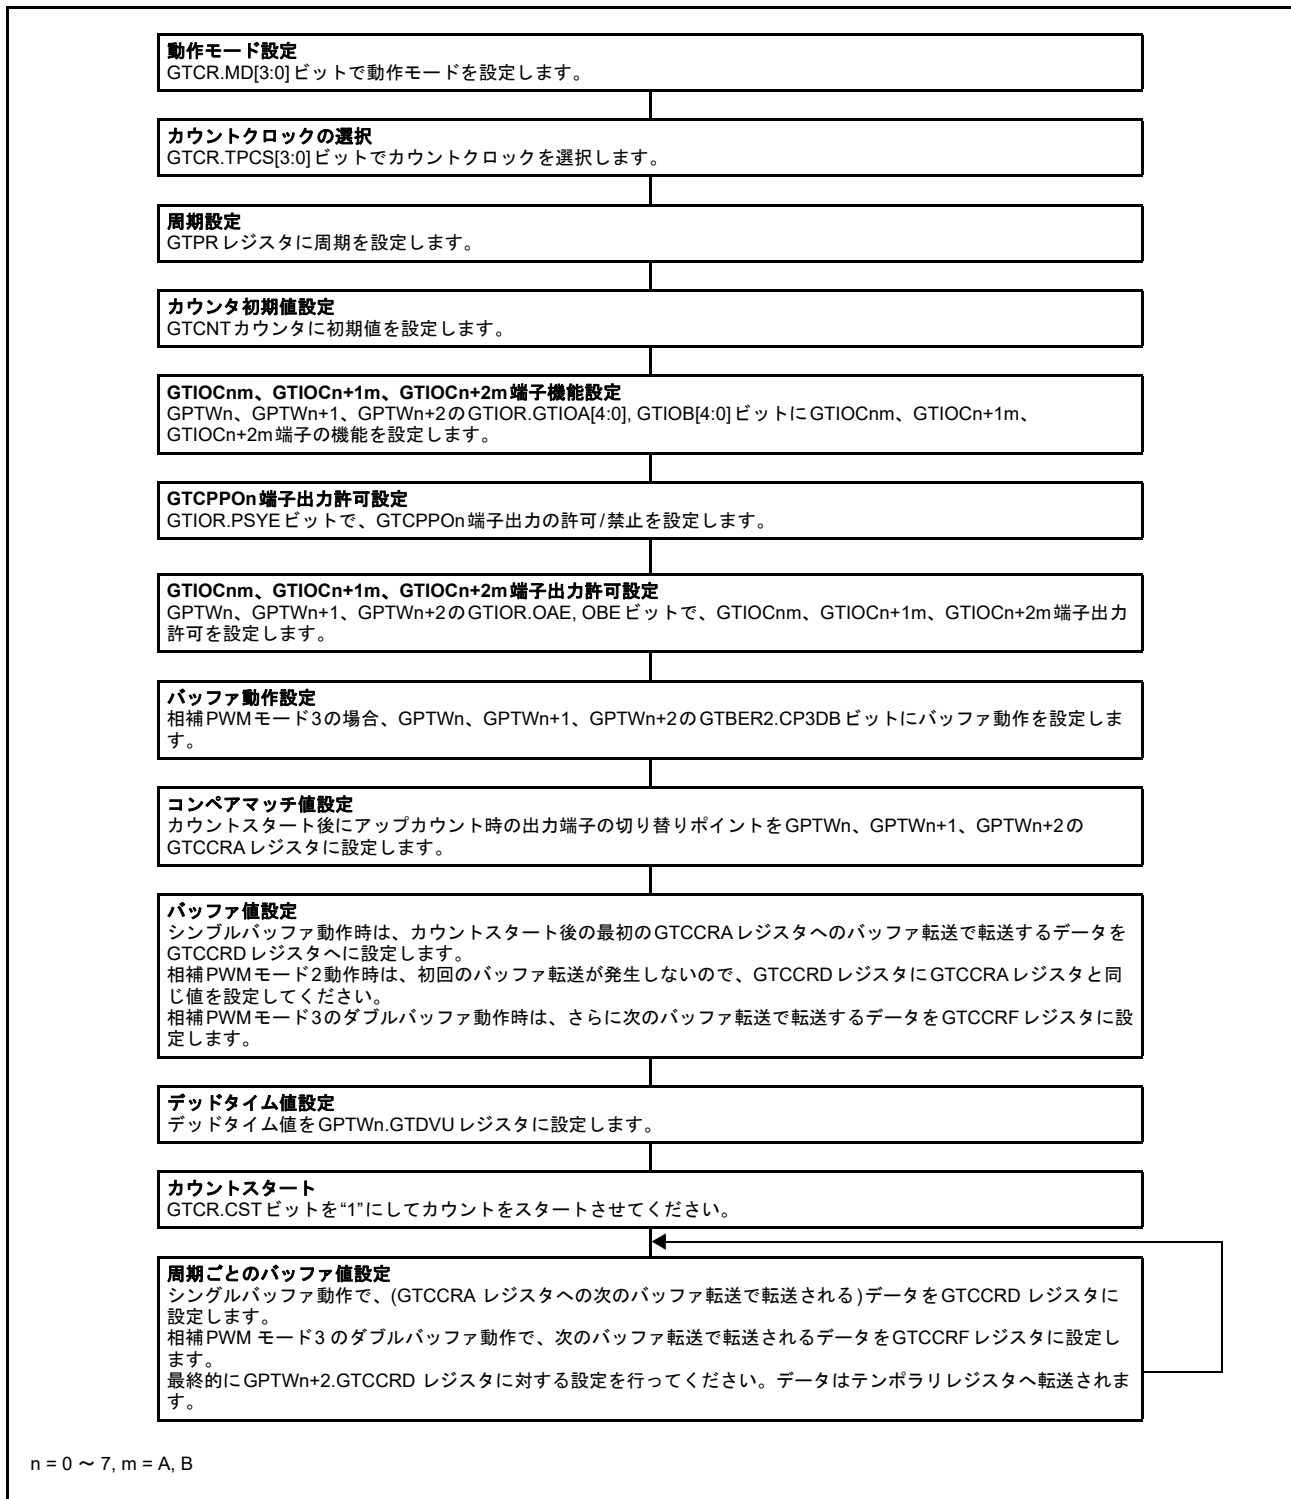 動作モード設定
GTCR.MD[3:0]ビットで動作モードを設定します。
カウントクロックの選択
GTCR.TPCS[3:0]ビットでカウントクロックを選択します。
周期設定
GTPRレジスタに周期を設定します。
カウンタ初期値設定
GTCNTカウンタに初期値を設定します。
GTIOCnm、GTIOCn+1m、GTIOCn+2m端子機能設定
GPTWn、GPTWn+1、GPTWn+2のGTIOR.GTIOA[4:0], GTIOB[4:0]ビットにGTIOCnm、GTIOCn+1m、
GTIOCn+2m端子の機能を設定します。
GTCPPOn端子出力許可設定
GTIOR.PSYEビットで、GTCPPOn端子出力の許可/禁止を設定します。
GTIOCnm、GTIOCn+1m、GTIOCn+2m端子出力許可設定
GPTWn、GPTWn+1、GPTWn+2のGTIOR.OAE, OBEビットで、GTIOCnm、GTIOCn+1m、GTIOCn+2m端子出力
許可を設定します。
バッファ動作設定
相補PWMモード3の場合、GPTWn、GPTWn+1、GPTWn+2のGTBER2.CP3DBビットにバッファ動作を設定しま
す。
コンペアマッチ値設定
カウントスタート後にアップカウント時の出力端子の切り替りポイントをGPTWn、GPTWn+1、GPTWn+2の
GTCCRAレジスタに設定します。
バッファ値設定
シンブルバッファ動作時は、カウントスタート後の最初のGTCCRAレジスタへのバッファ転送で転送するデータを
GTCCRDレジスタへに設定します。
相補PWMモード2動作時は、初回のバッファ転送が発生しないので、GTCCRDレジスタにGTCCRAレジスタと同
じ値を設定してください。
相補PWMモード3のダブルバッファ動作時は、さらに次のバッファ転送で転送するデータをGTCCRFレジスタに設
定します。
デッドタイム値設定
デッドタイム値をGPTWn.GTDVUレジスタに設定します。
カウントスタート
GTCR.CSTビットを“1”にしてカウントをスタートさせてください。
周期ごとのバッファ値設定
シングルバッファ動作で、(GTCCRA レジスタへの次のバッファ転送で転送される)データをGTCCRD レジスタに
設定します。
相補PWM モード3 のダブルバッファ動作で、次のバッファ転送で転送されるデータをGTCCRFレジスタに設定し
ます。
最終的にGPTWn+2.GTCCRD レジスタに対する設定を行ってください。データはテンポラリレジスタへ転送されま
す。
n = 0 ～ 7, m = A, B